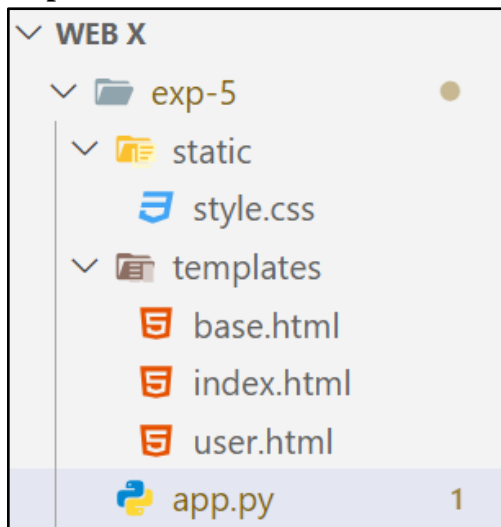 WEB X
exp-5
static
style.css
templates
base.html
index.html
user.html
app.py 1